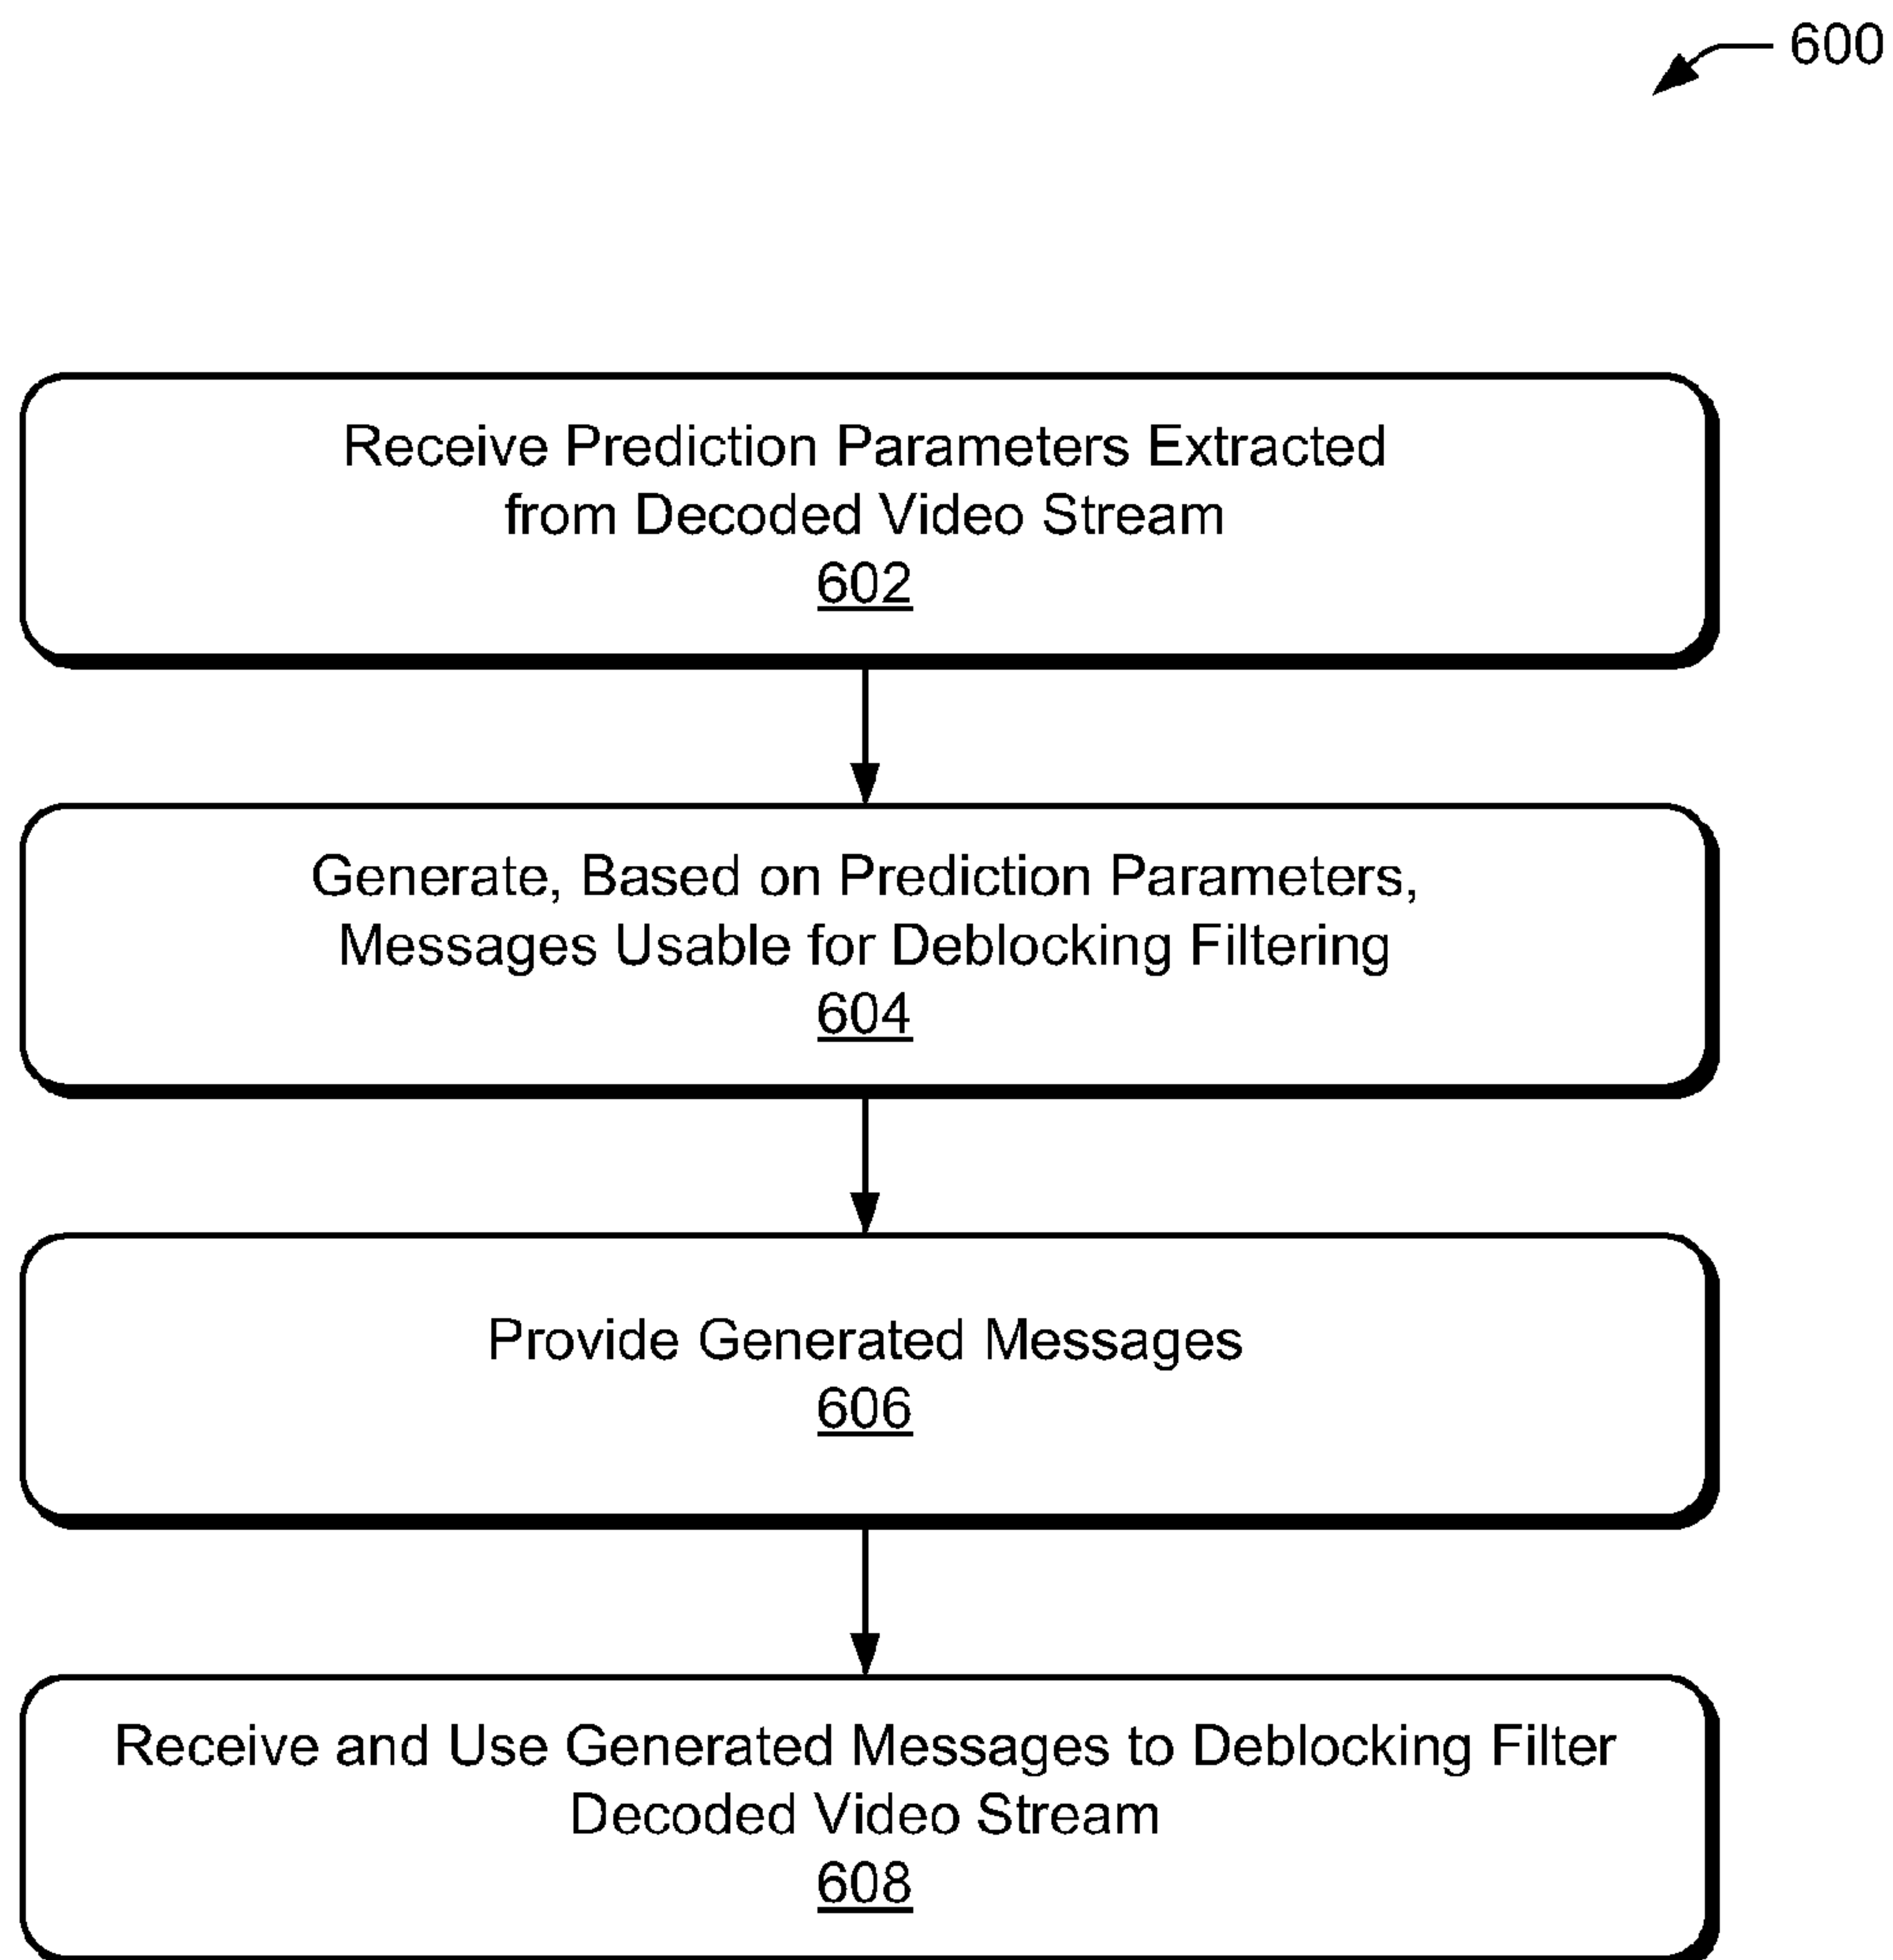 600
Receive Prediction Parameters Extracted
from Decoded Video Stream
602
Generate, Based on Prediction Parameters,
Messages Usable for Deblocking Filtering
604
Provide Generated Messages
606
Receive and Use Generated Messages to Deblocking Filter
Decoded Video Stream
608